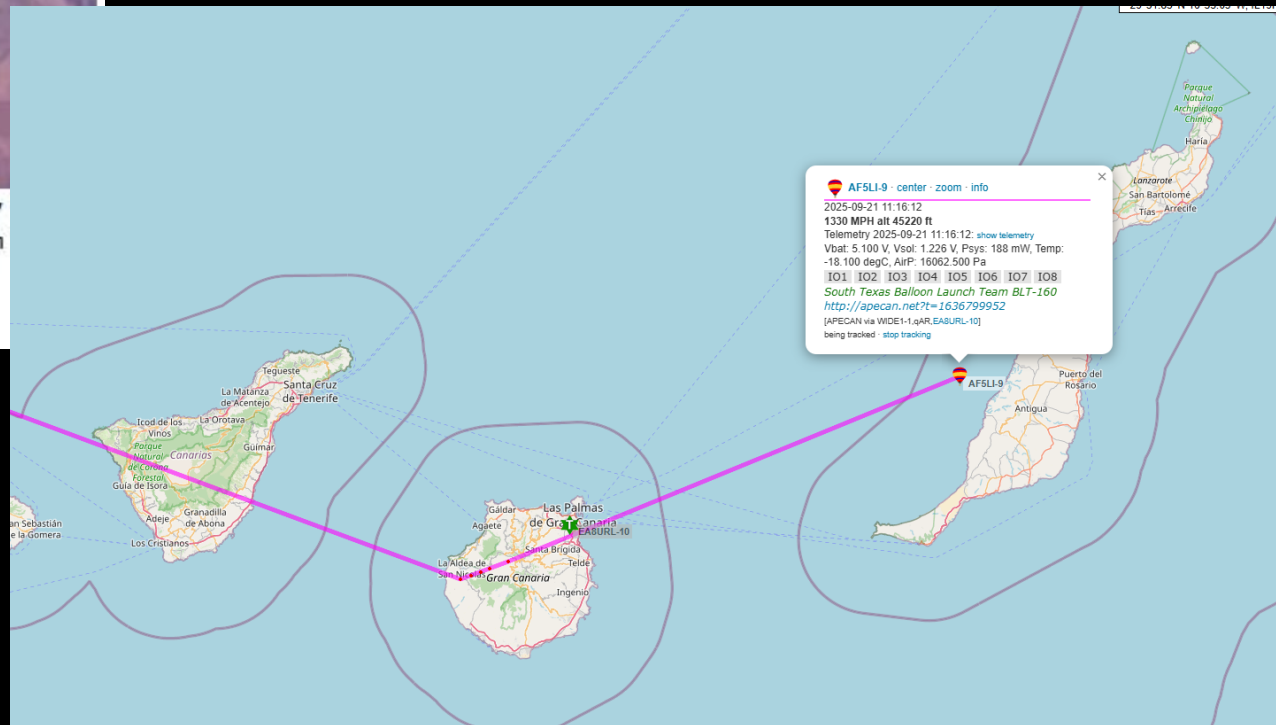 Parque
Natural
Archipiélago
Chinijo
Haría
Lanzarote
San Bartolomé
Tías
Arrecife
AF5LI-9 · center · zoom · info
2025-09-21 11:16:12
1330 MPH alt 45220 ft
Telemetry 2025-09-21 11:16:12: show telemetry
Vbat: 5.100 V, Vsol: 1.226 V, Psys: 188 mW, Temp:
-18.100 degC, AirP: 16062.500 Pa
IO1 IO2 IO3 IO4 IO5 IO6 IO7 IO8
South Texas Balloon Launch Team BLT-160
http://apecan.net?t=1636799952
[APECAN via WIDE1-1,qAR,EA8URL-10]
being tracked · stop tracking
AF5LI-9
Puerto del
Rosario
Antigua
Tegueste
Santa Cruz
de Tenerife
La Matanza
de Acentejo
La Orotava
Icod de los
Vinos
Canarias
Parque
Natural
de Corona
Forestal
Güímar
Guía de Isora
Granadilla
de Abona
Adeje
Los Cristianos
an Sebastián
e la Gomera
Gáldar
Las Palmas
de Gran Canaria
Agaete
T
EA8URL-10
Santa Brígida
La Aldea de
San Nicolás
Telde
Gran Canaria
Ingenio